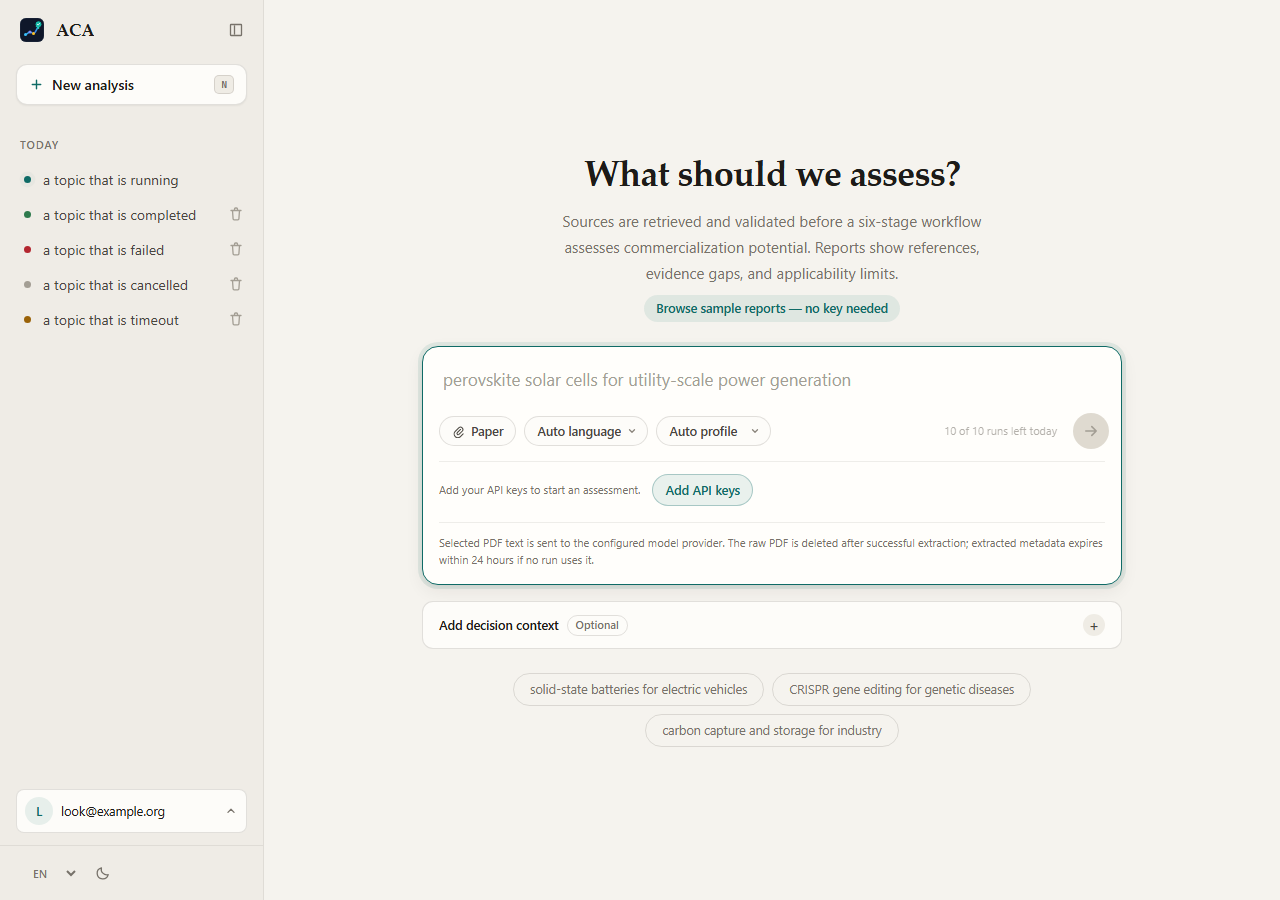 ACA
New analysis
N
TODAY
a topic that is running
a topic that is completed
a topic that is failed
a topic that is cancelled
a topic that is timeout
L
look@example.org
EN
What should we assess?
Sources are retrieved and validated before a six-stage workflow
assesses commercialization potential. Reports show references,
evidence gaps, and applicability limits.
Browse sample reports — no key needed
perovskite solar cells for utility-scale power generation
Paper
Auto language
Auto profile
10 of 10 runs left today
Add your API keys to start an assessment.
Add API keys
Selected PDF text is sent to the configured model provider. The raw PDF is deleted after successful extraction; extracted metadata expires
within 24 hours if no run uses it.
Add decision context
Optional
solid-state batteries for electric vehicles
CRISPR gene editing for genetic diseases
carbon capture and storage for industry